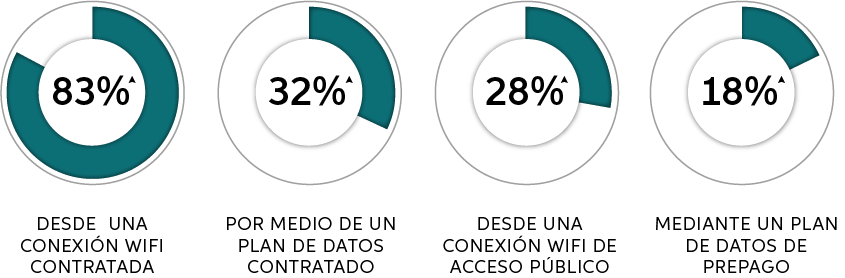 83%▲
32%▲
28%▲
18%▲
DESDE UNA
CONEXIÓN WIFI
CONTRATADA
POR MEDIO DE UN
PLAN DE DATOS
CONTRATADO
DESDE UNA
CONEXIÓN WIFI DE
ACCESO PÚBLICO
MEDIANTE UN PLAN
DE DATOS DE
PREPAGO